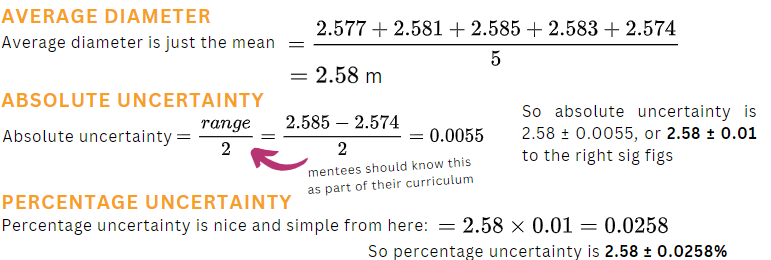 AVERAGE DIAMETER
Average diameter is just the mean = (2.577 + 2.581 + 2.585 + 2.583 + 2.574) / 5
= 2.58 m
ABSOLUTE UNCERTAINTY
Absolute uncertainty = range / 2 = (2.585 − 2.574) / 2 = 0.0055
mentees should know this
as part of their curriculum
So absolute uncertainty is
2.58 ± 0.0055, or 2.58 ± 0.01
to the right sig figs
PERCENTAGE UNCERTAINTY
Percentage uncertainty is nice and simple from here: = 2.58 × 0.01 = 0.0258
So percentage uncertainty is 2.58 ± 0.0258%